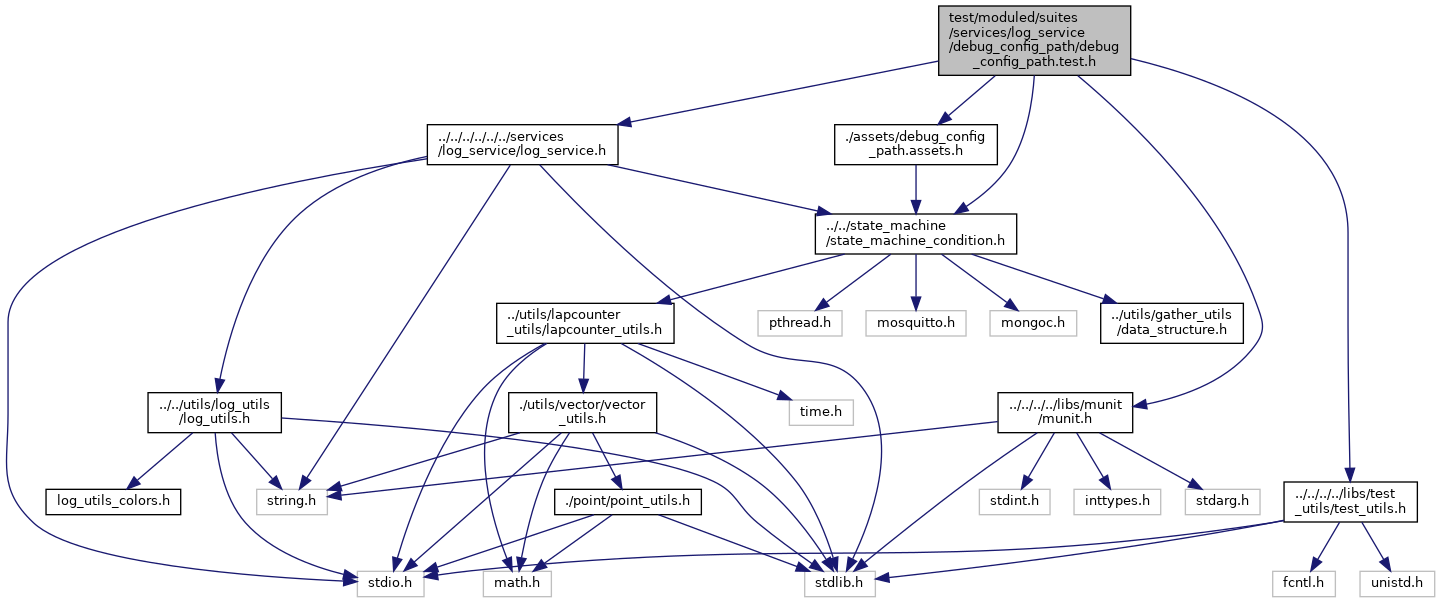 test/moduled/suites
/services/log_service
/debug_config_path/debug
_config_path.test.h
../../../../../../services
/log_service/log_service.h
./assets/debug_config
_path.assets.h
../../state_machine
/state_machine_condition.h
../utils/lapcounter
_utils/lapcounter_utils.h
pthread.h
mosquitto.h
mongoc.h
../utils/gather_utils
/data_structure.h
../../utils/log_utils
/log_utils.h
./utils/vector/vector
_utils.h
time.h
../../../../libs/munit
/munit.h
log_utils_colors.h
string.h
./point/point_utils.h
stdint.h
inttypes.h
stdarg.h
../../../../libs/test
_utils/test_utils.h
stdio.h
math.h
stdlib.h
fcntl.h
unistd.h